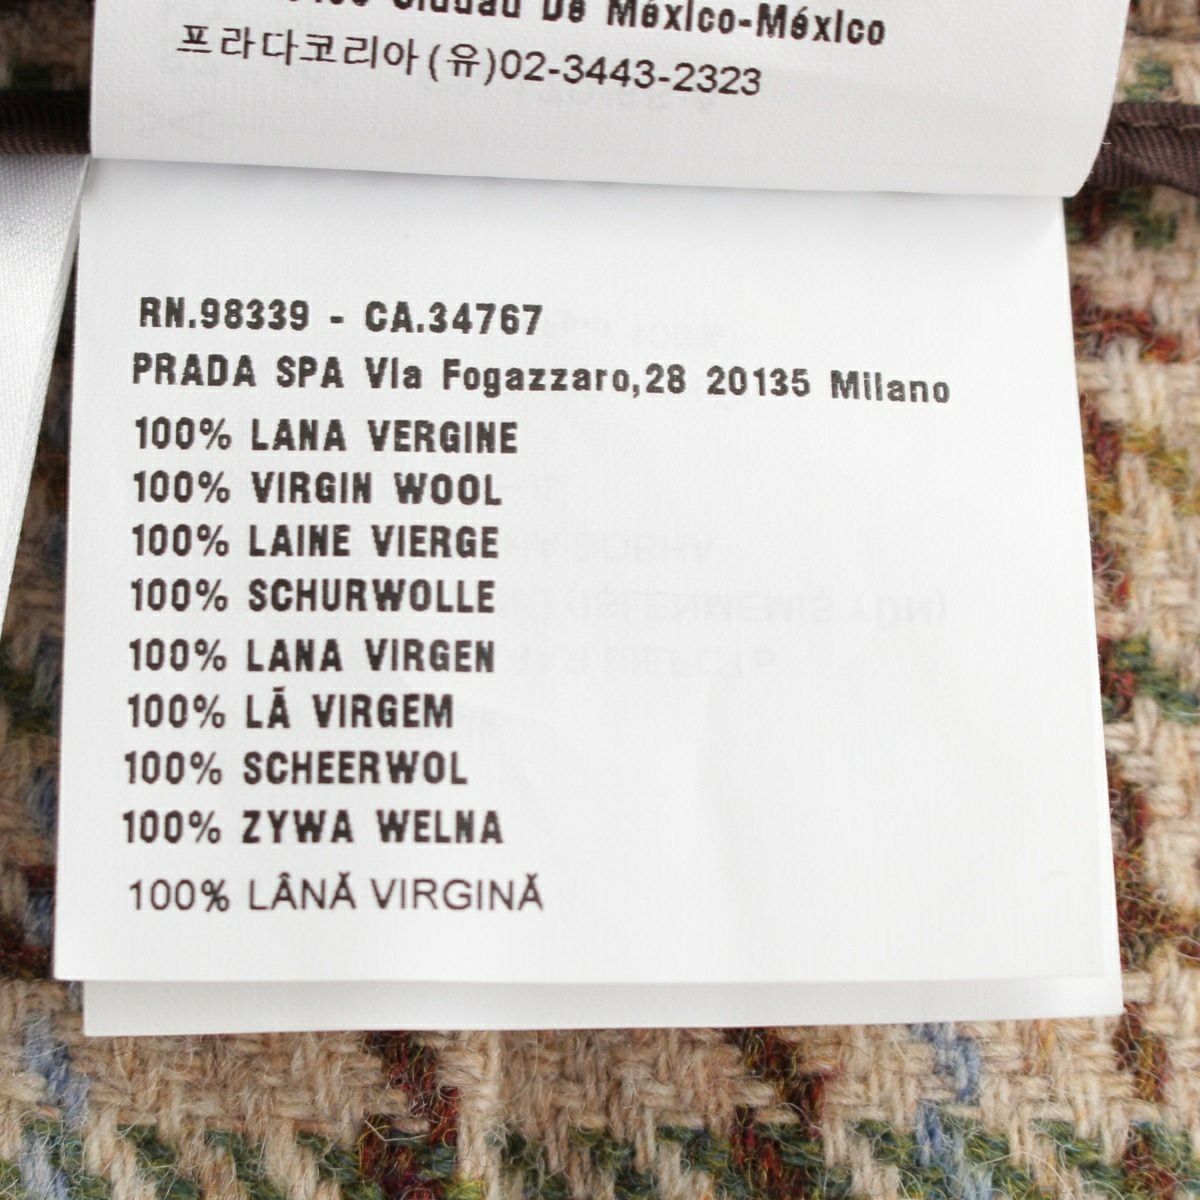 Ciudad De México-México
프라다코리아(유)02-3443-2323
RN.98339 - CA.34767
PRADA SPA Via Fogazzaro,28 20135 Milano
100% LANA VERGINE
100% VIRGIN WOOL
100% LAINE VIERGE
100% SCHURWOLLE
100% LANA VIRGEN
100% LÃ VIRGEM
100% SCHEERWOL
100% ZYWA WELNA
100% LÂNĂ VIRGINĂ